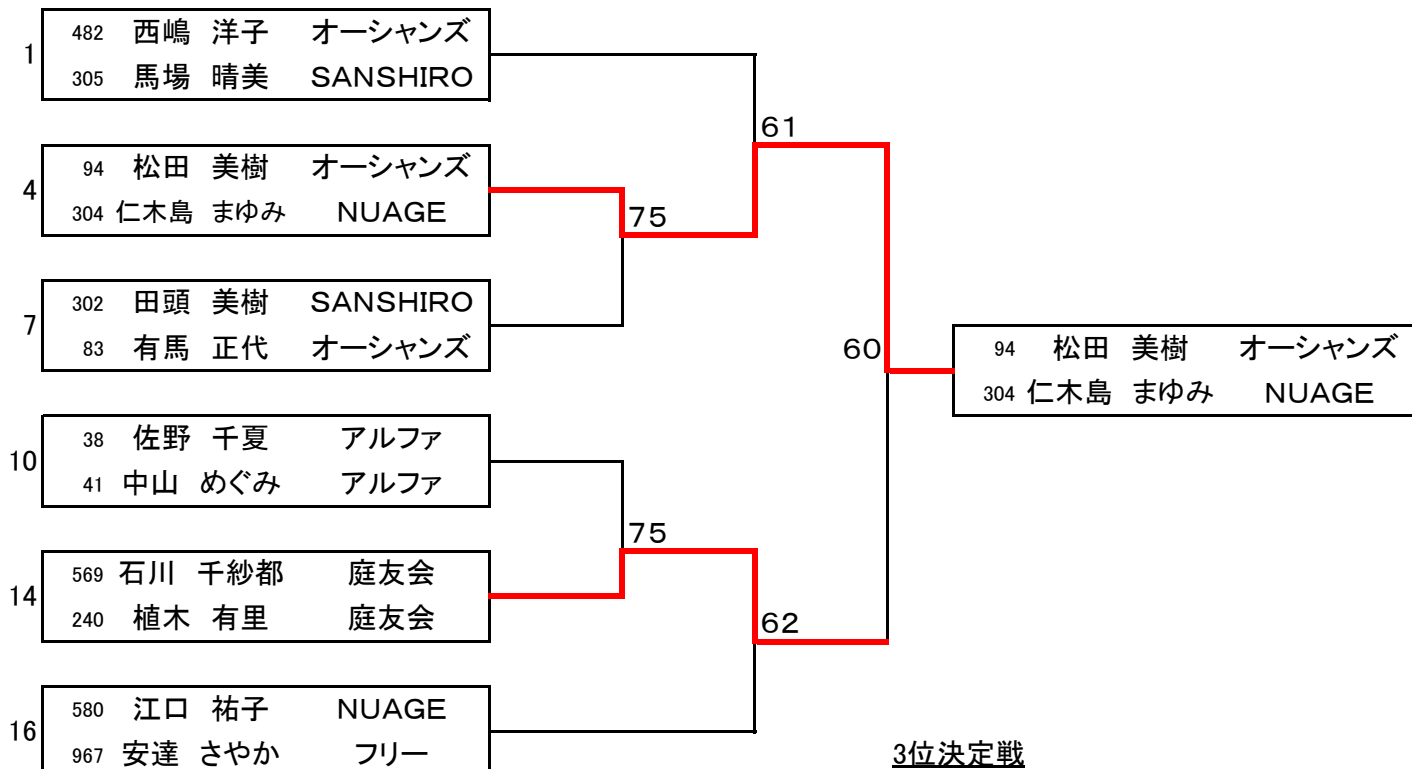 1
482 西嶋 洋子 オーシャンズ
305 馬場 晴美 SANSHIRO
61
4
94 松田 美樹 オーシャンズ
304 仁木島 まゆみ NUAGE
75
7
302 田頭 美樹 SANSHIRO
83 有馬 正代 オーシャンズ
60
94 松田 美樹 オーシャンズ
304 仁木島 まゆみ NUAGE
10
38 佐野 千夏 アルファ
41 中山 めぐみ アルファ
75
14
569 石川 千紗都 庭友会
240 植木 有里 庭友会
62
16
580 江口 祐子 NUAGE
967 安達 さやか フリー
3位決定戦